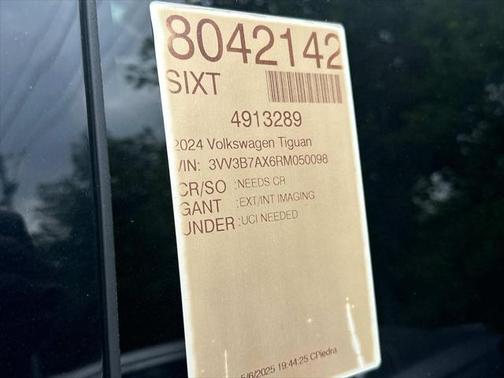 8042142
SIXT
4913289
2024 Volkswagen Tiguan
VIN: 3VV3B7AX6RM050098
CR/SO :NEEDS CR
GANT :EXT/INT IMAGING
UNDER :UCI NEEDED
5/6/2025 19:44:25 CPiedra